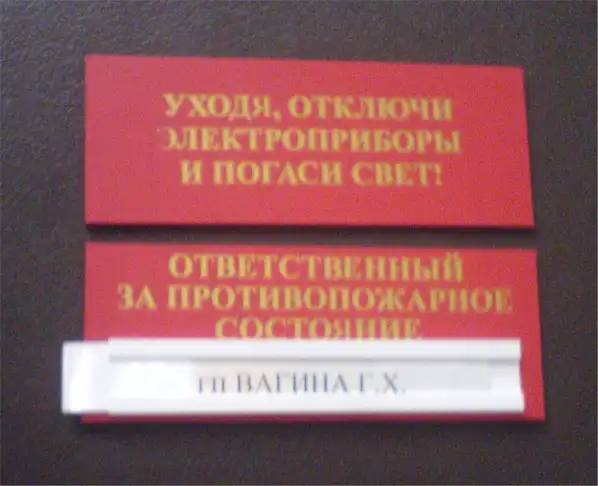 УХОДЯ, ОТКЛЮЧИ
ЭЛЕКТРОПРИБОРЫ
И ПОГАСИ СВЕТ!
ОТВЕТСТВЕННЫЙ
ЗА ПРОТИВОПОЖАРНОЕ
СОСТОЯНИЕ
гп ВАГИНА Г.Х.